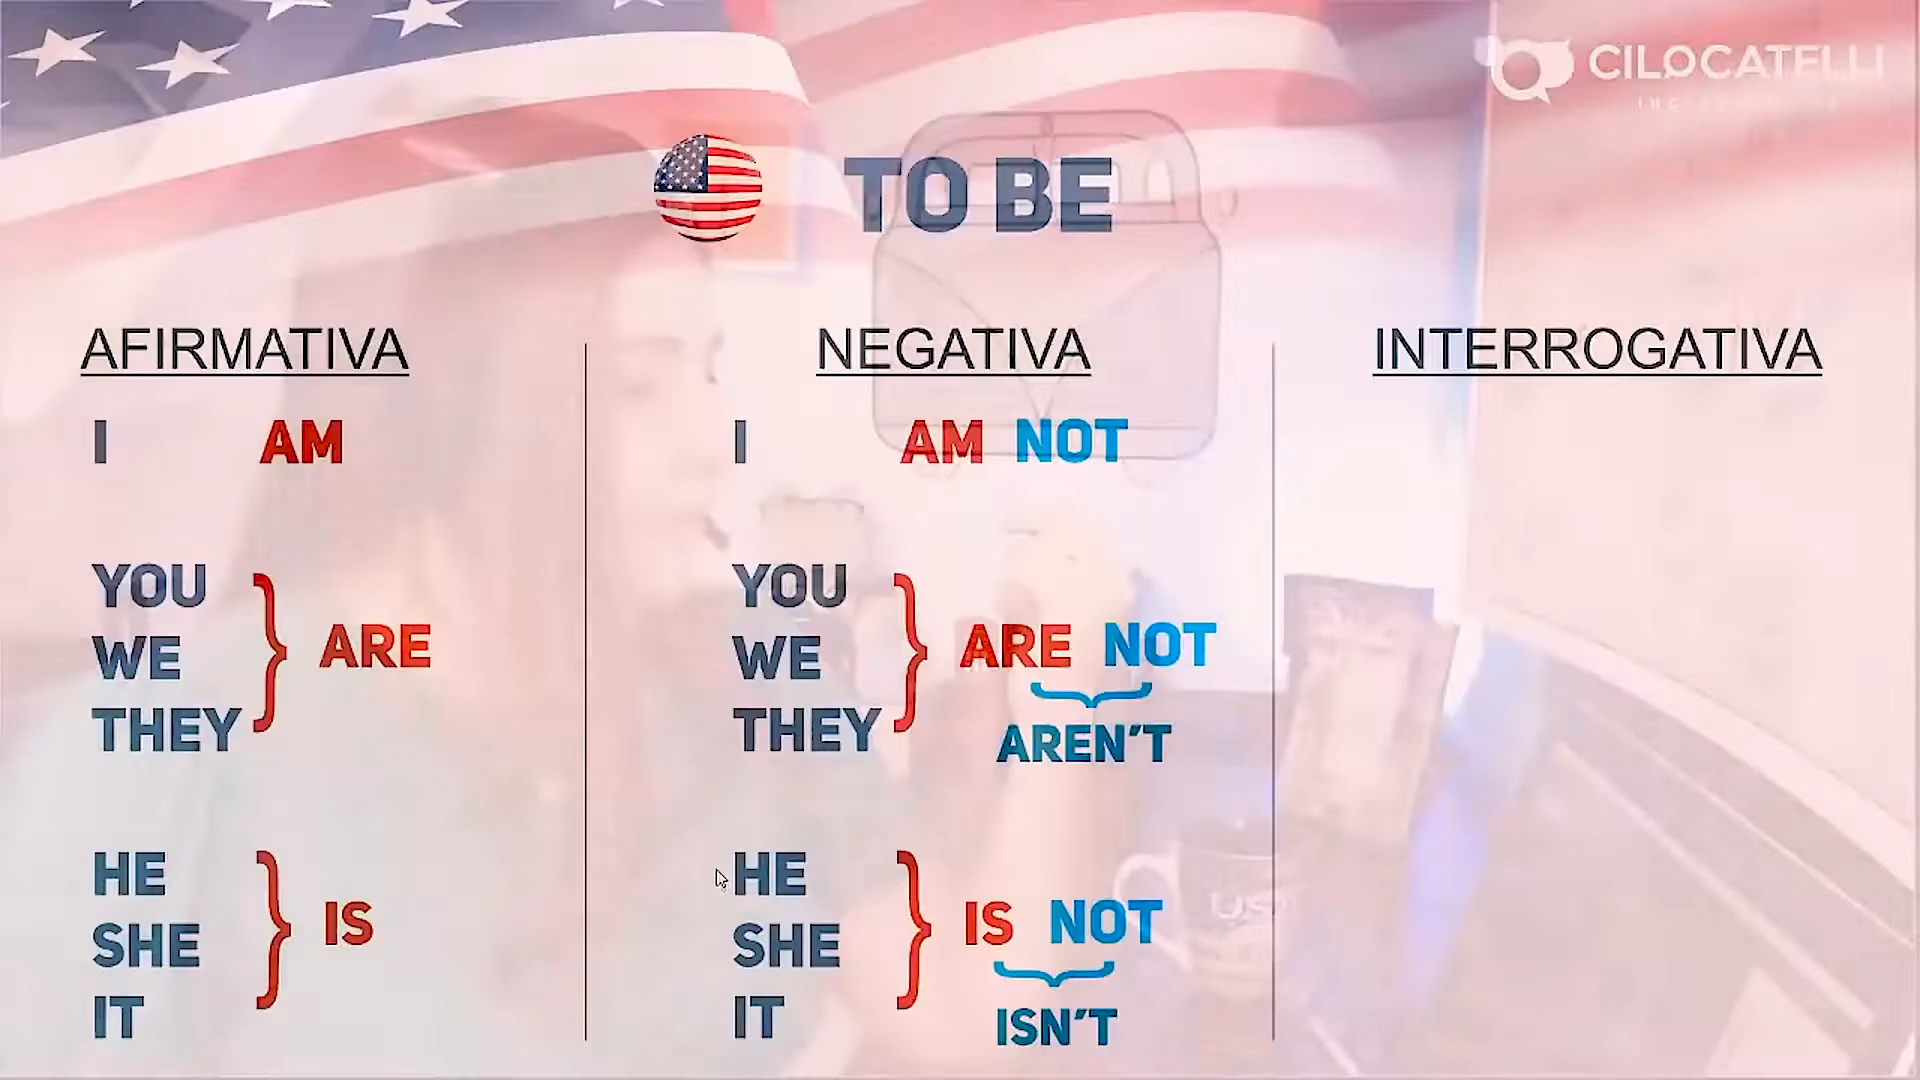 CILOCATELLI
TO BE
AFIRMATIVA
I AM
YOU
WE
THEY
ARE
HE
SHE
IT
IS
NEGATIVA
I AM NOT
YOU
WE
THEY
ARE NOT
AREN'T
HE
SHE
IT
IS NOT
ISN'T
INTERROGATIVA